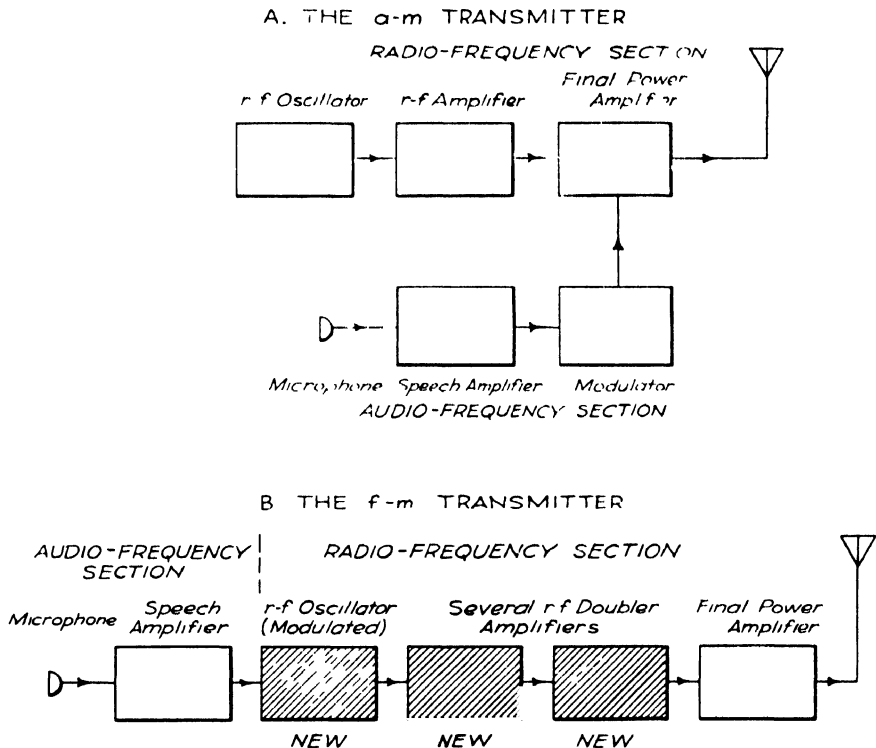 A. THE a-m TRANSMITTER
RADIO-FREQUENCY SECTION
Final Power
r-f Oscillator r-f Amplifier Amplifier
Microphone Speech Amplifier Modulator
AUDIO-FREQUENCY SECTION
B THE f-m TRANSMITTER
AUDIO-FREQUENCY RADIO-FREQUENCY SECTION
SECTION
Microphone Speech r-f Oscillator Several r f Doubler Final Power
Amplifier (Modulated) Amplifiers Amplifier
NEW NEW NEW